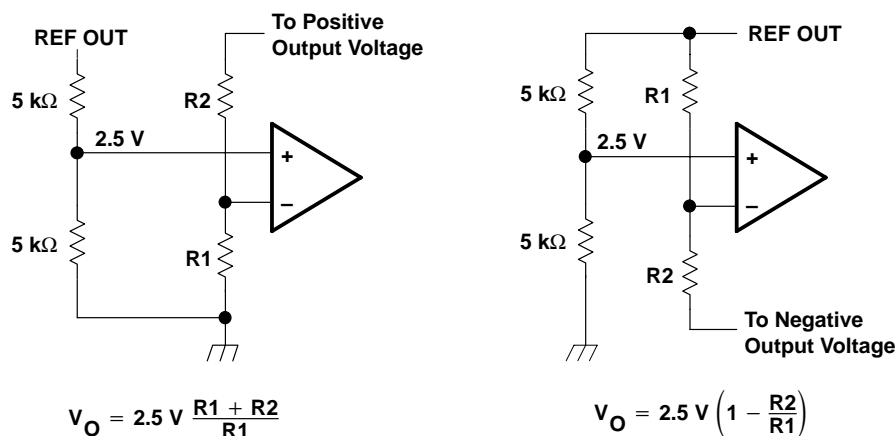 To Positive
Output Voltage
REF OUT
5 kΩ
R2
2.5 V
+
−
5 kΩ
R1
V_O = 2.5 V (R1 + R2)/R1
REF OUT
5 kΩ
R1
2.5 V
+
−
5 kΩ
R2
To Negative
Output Voltage
V_O = 2.5 V (1 − R2/R1)